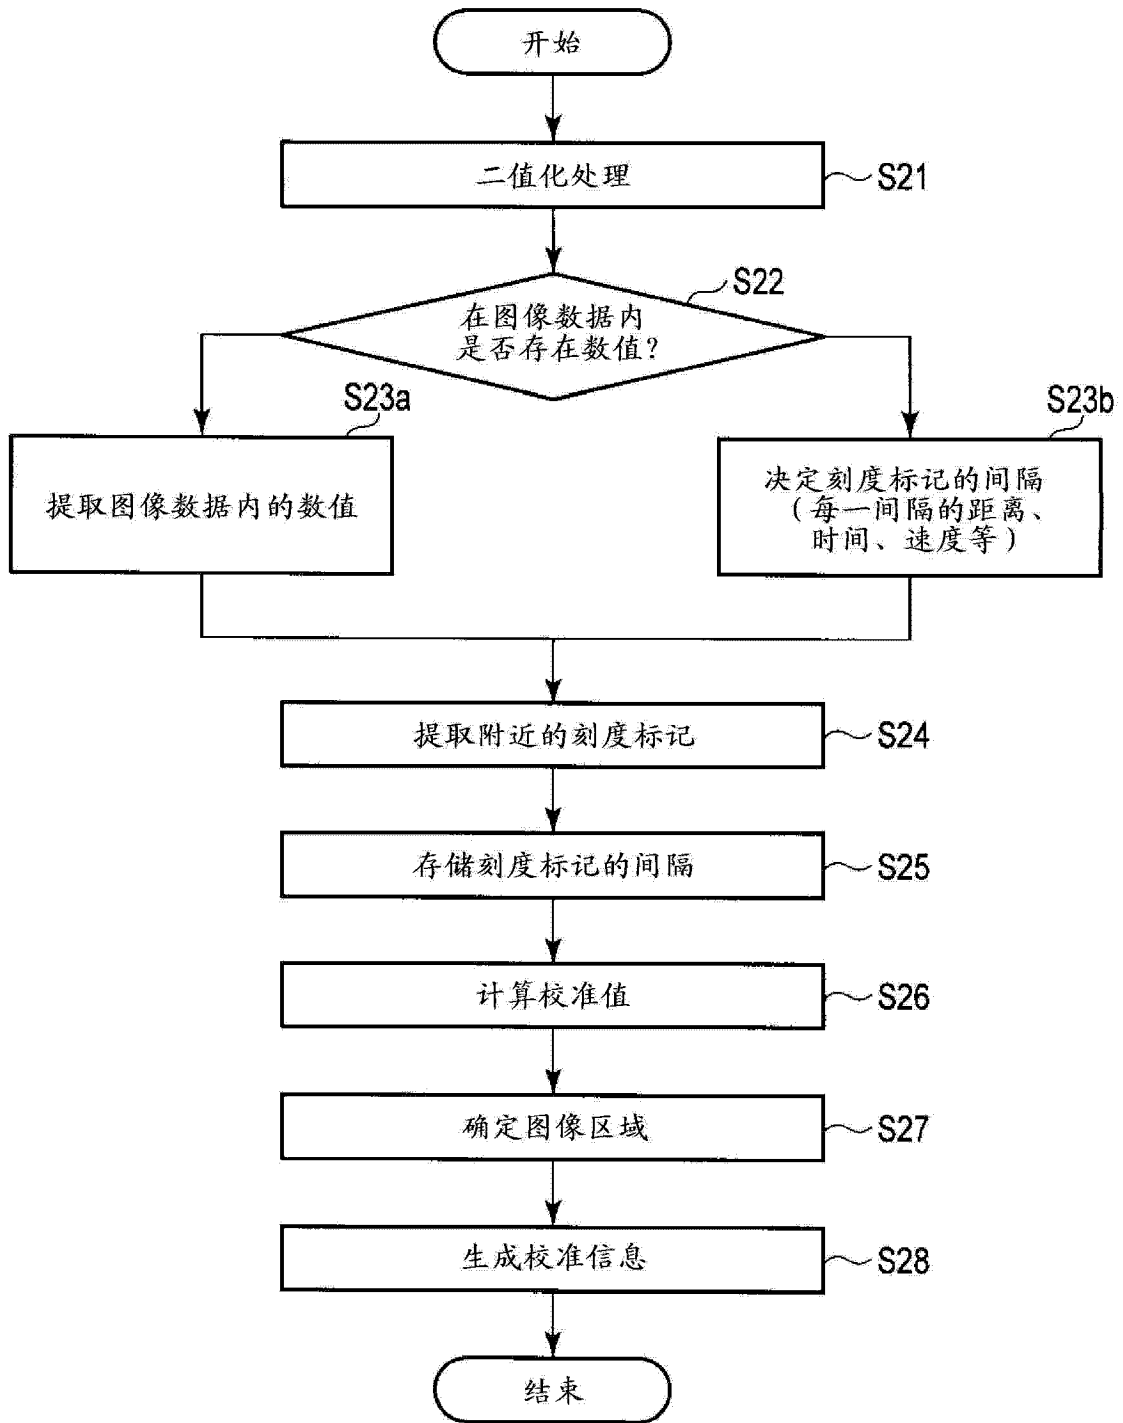 开始
二值化处理
S21
S22
在图像数据内
是否存在数值？
S23a
提取图像数据内的数值
S23b
决定刻度标记的间隔
（每一间隔的距离、
时间、速度等）
提取附近的刻度标记
S24
存储刻度标记的间隔
S25
计算校准值
S26
确定图像区域
S27
生成校准信息
S28
结束